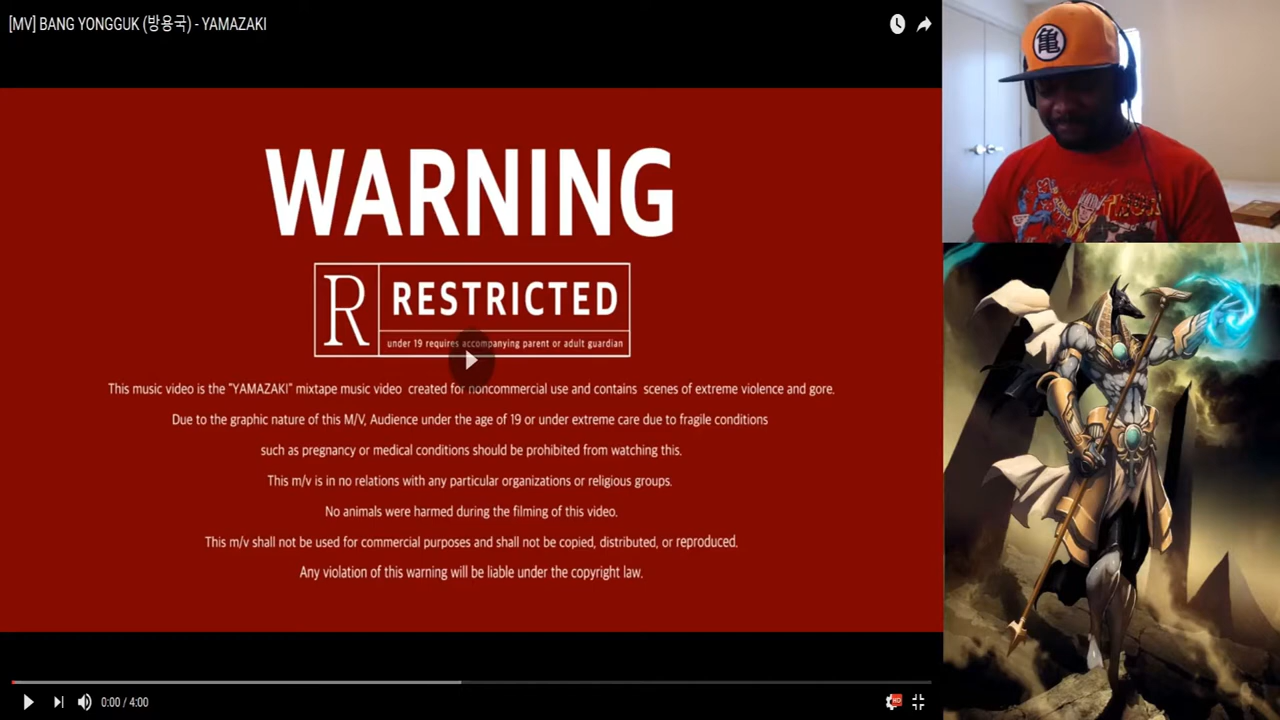 [MV] BANG YONGGUK (방용국) - YAMAZAKI
亀
WARNING
R RESTRICTED
under 19 requires accompanying parent or adult guardian
This music video is the "YAMAZAKI" mixtape music video created for noncommercial use and contains scenes of extreme violence and gore.
Due to the graphic nature of this M/V, Audience under the age of 19 or under extreme care due to fragile conditions
such as pregnancy or medical conditions should be prohibited from watching this.
This m/v is in no relations with any particular organizations or religious groups.
No animals were harmed during the filming of this video.
This m/v shall not be used for commercial purposes and shall not be copied, distributed, or reproduced.
Any violation of this warning will be liable under the copyright law.
0:00 / 4:00
HD